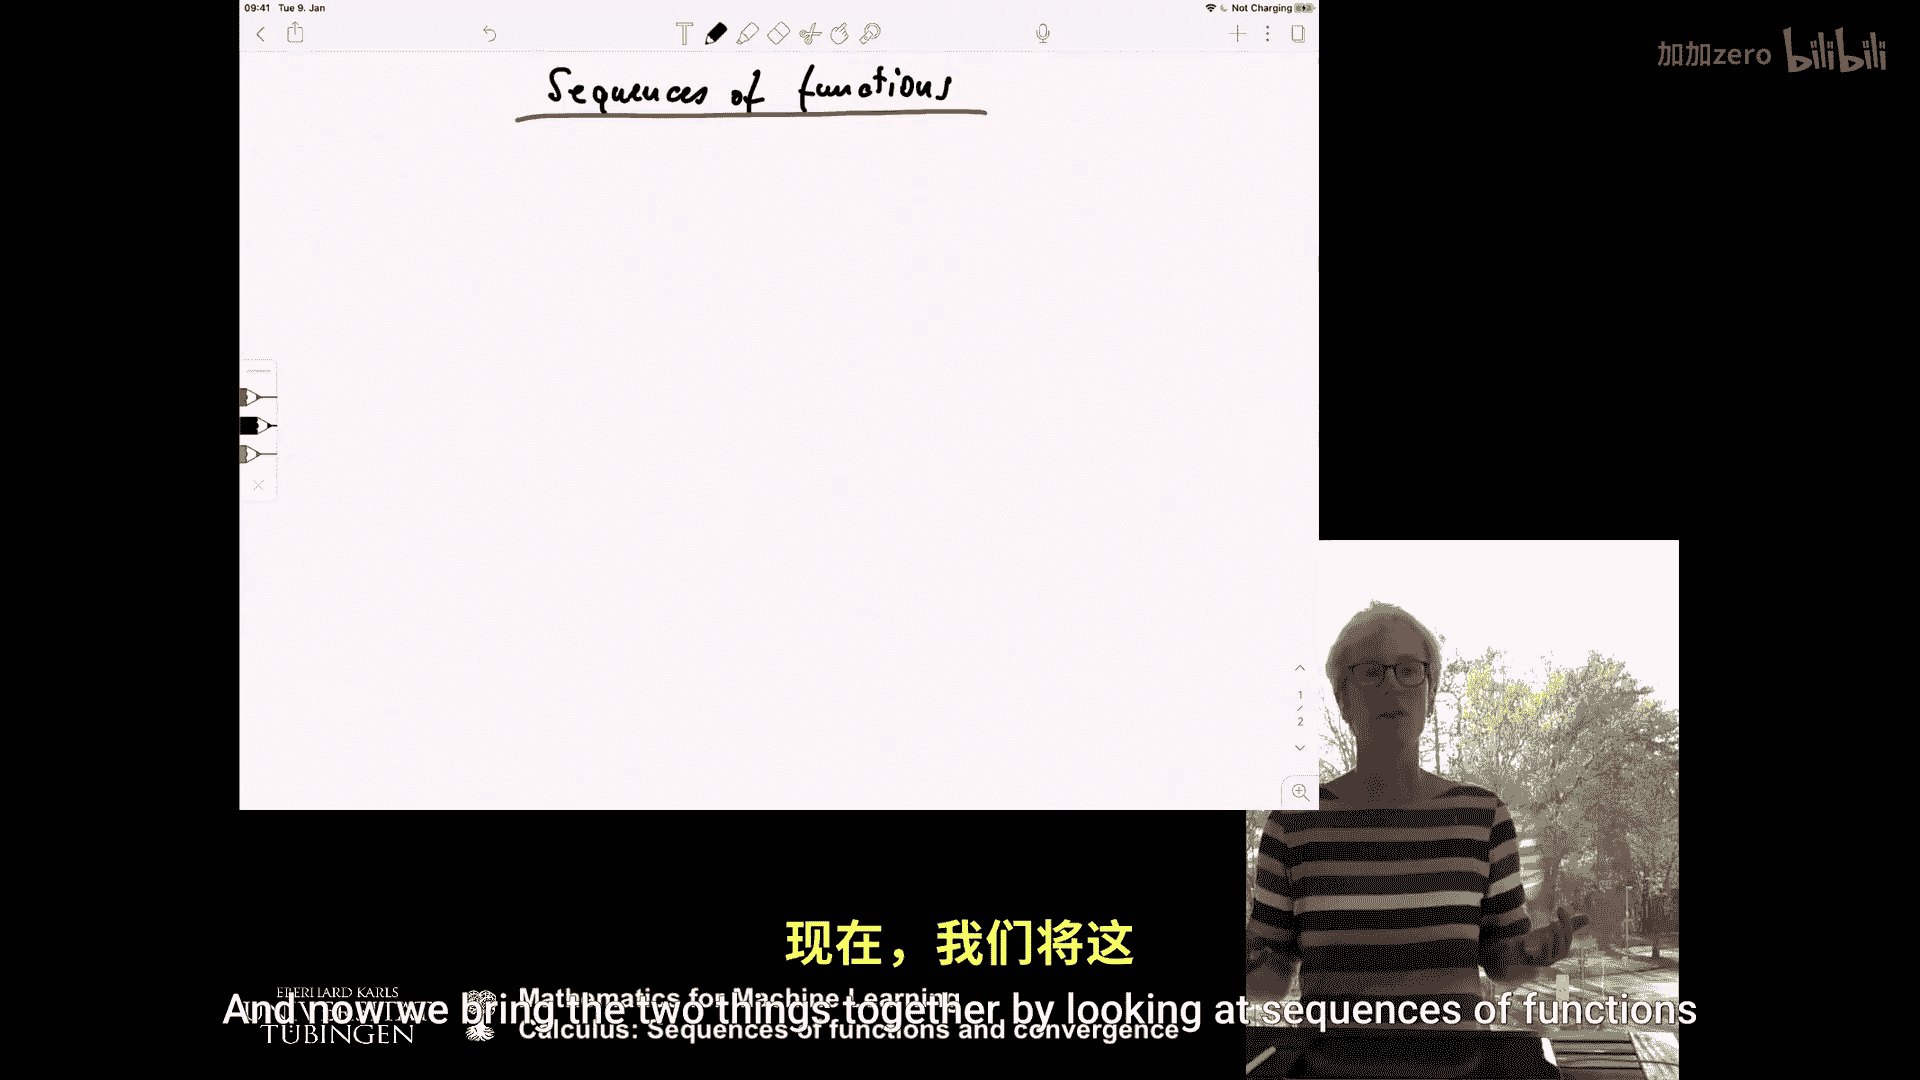 09:41 Tue 9. Jan
Not Charging
加加zero bilibili
Sequences of functions
1
/
2
现在，我们将这
And now we bring the two things together by looking at sequences of functions
EBERHARD KARLS
UNIVERSITÄT
TÜBINGEN
Mathematics for Machine Learning
Calculus: Sequences of functions and convergence